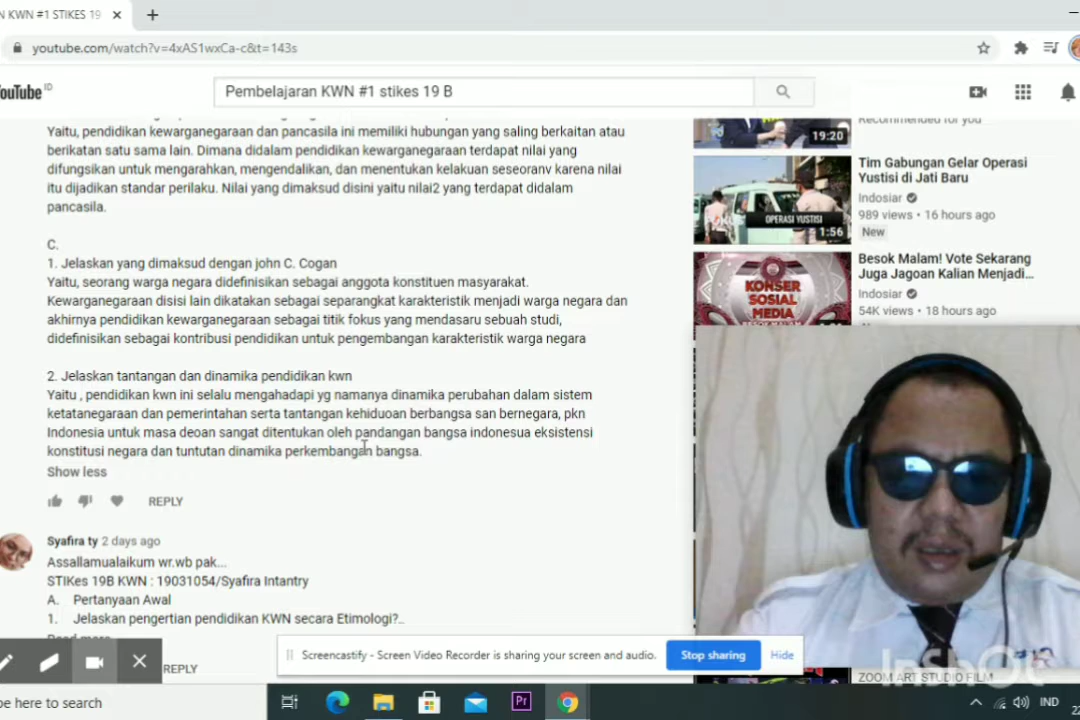 N KWN #1 STIKES 19
youtube.com/watch?v=4xAS1wxCa-c&t=143s
ouTube ID
Pembelajaran KWN #1 stikes 19 B
Yaitu, pendidikan kewarganegaraan dan pancasila ini memiliki hubungan yang saling berkaitan atau
berikatan satu sama lain. Dimana didalam pendidikan kewarganegaraan terdapat nilai yang
difungsikan untuk mengarahkan, mengendalikan, dan menentukan kelakuan seseoranv karena nilai
itu dijadikan standar perilaku. Nilai yang dimaksud disini yaitu nilai2 yang terdapat didalam
pancasila.
C.
1. Jelaskan yang dimaksud dengan john C. Cogan
Yaitu, seorang warga negara didefinisikan sebagai anggota konstituen masyarakat.
Kewarganegaraan disisi lain dikatakan sebagai separangkat karakteristik menjadi warga negara dan
akhirnya pendidikan kewarganegaraan sebagai titik fokus yang mendasaru sebuah studi,
didefinisikan sebagai kontribusi pendidikan untuk pengembangan karakteristik warga negara
2. Jelaskan tantangan dan dinamika pendidikan kwn
Yaitu , pendidikan kwn ini selalu mengahadapi yg namanya dinamika perubahan dalam sistem
ketatanegaraan dan pemerintahan serta tantangan kehiduoan berbangsa san bernegara, pkn
Indonesia untuk masa deoan sangat ditentukan oleh pandangan bangsa indonesua eksistensi
konstitusi negara dan tuntutan dinamika perkembangan bangsa.
Show less
REPLY
Syafira ty 2 days ago
Assallamualaikum wr.wb pak...
STIKes 19B KWN : 19031054/Syafira Intantry
A. Pertanyaan Awal
1. Jelaskan pengertian pendidikan KWN secara Etimologi?..
Read more
REPLY
19:20
Recommended for you
OPERASI YUSTISI
1:56
Tim Gabungan Gelar Operasi
Yustisi di Jati Baru
Indosiar
989 views • 16 hours ago
New
KONSER
SOSIAL
MEDIA
Besok Malam! Vote Sekarang
Juga Jagoan Kalian Menjadi...
Indosiar
54K views • 18 hours ago
Screencastify - Screen Video Recorder is sharing your screen and audio.
Stop sharing
Hide
ZOOM ART STUDIO FILM
InShOt
pe here to search
Pr
IND